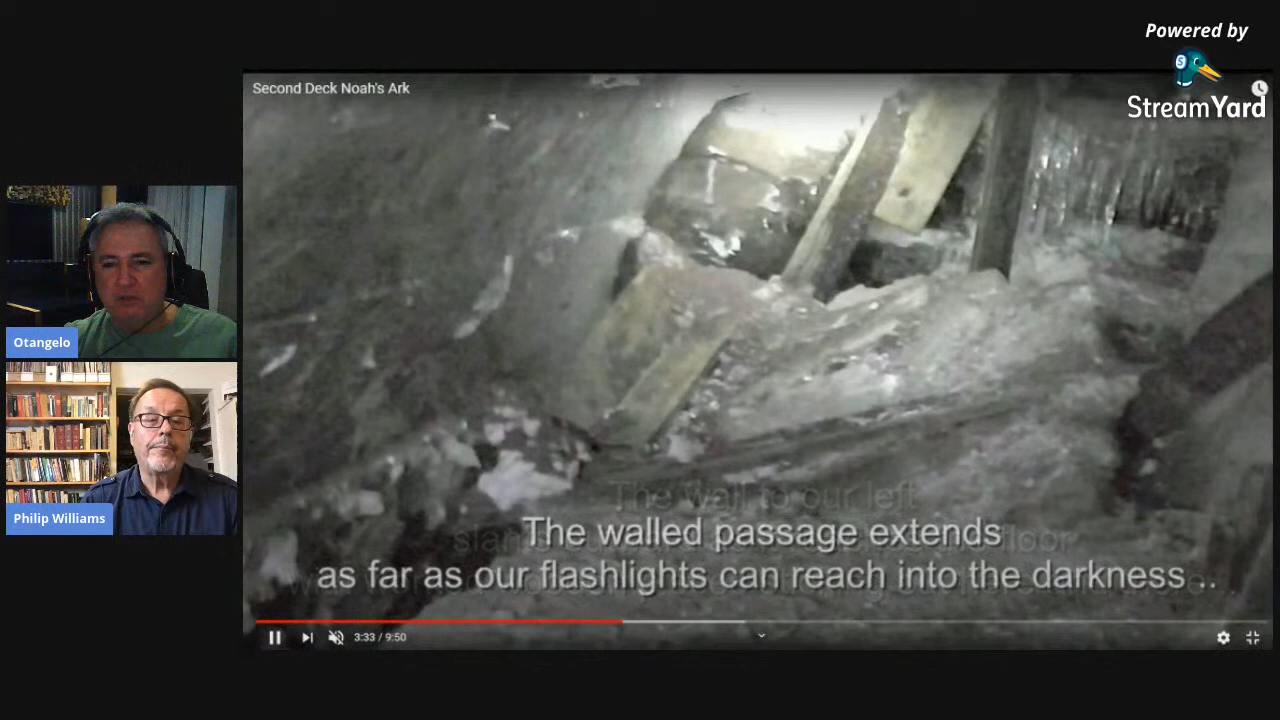 Powered by
StreamYard
Second Deck Noah's Ark
Otangelo
Philip Williams
The wall to our left
floor
The walled passage extends
as far as our flashlights can reach into the darkness ..
3:33 / 9:50